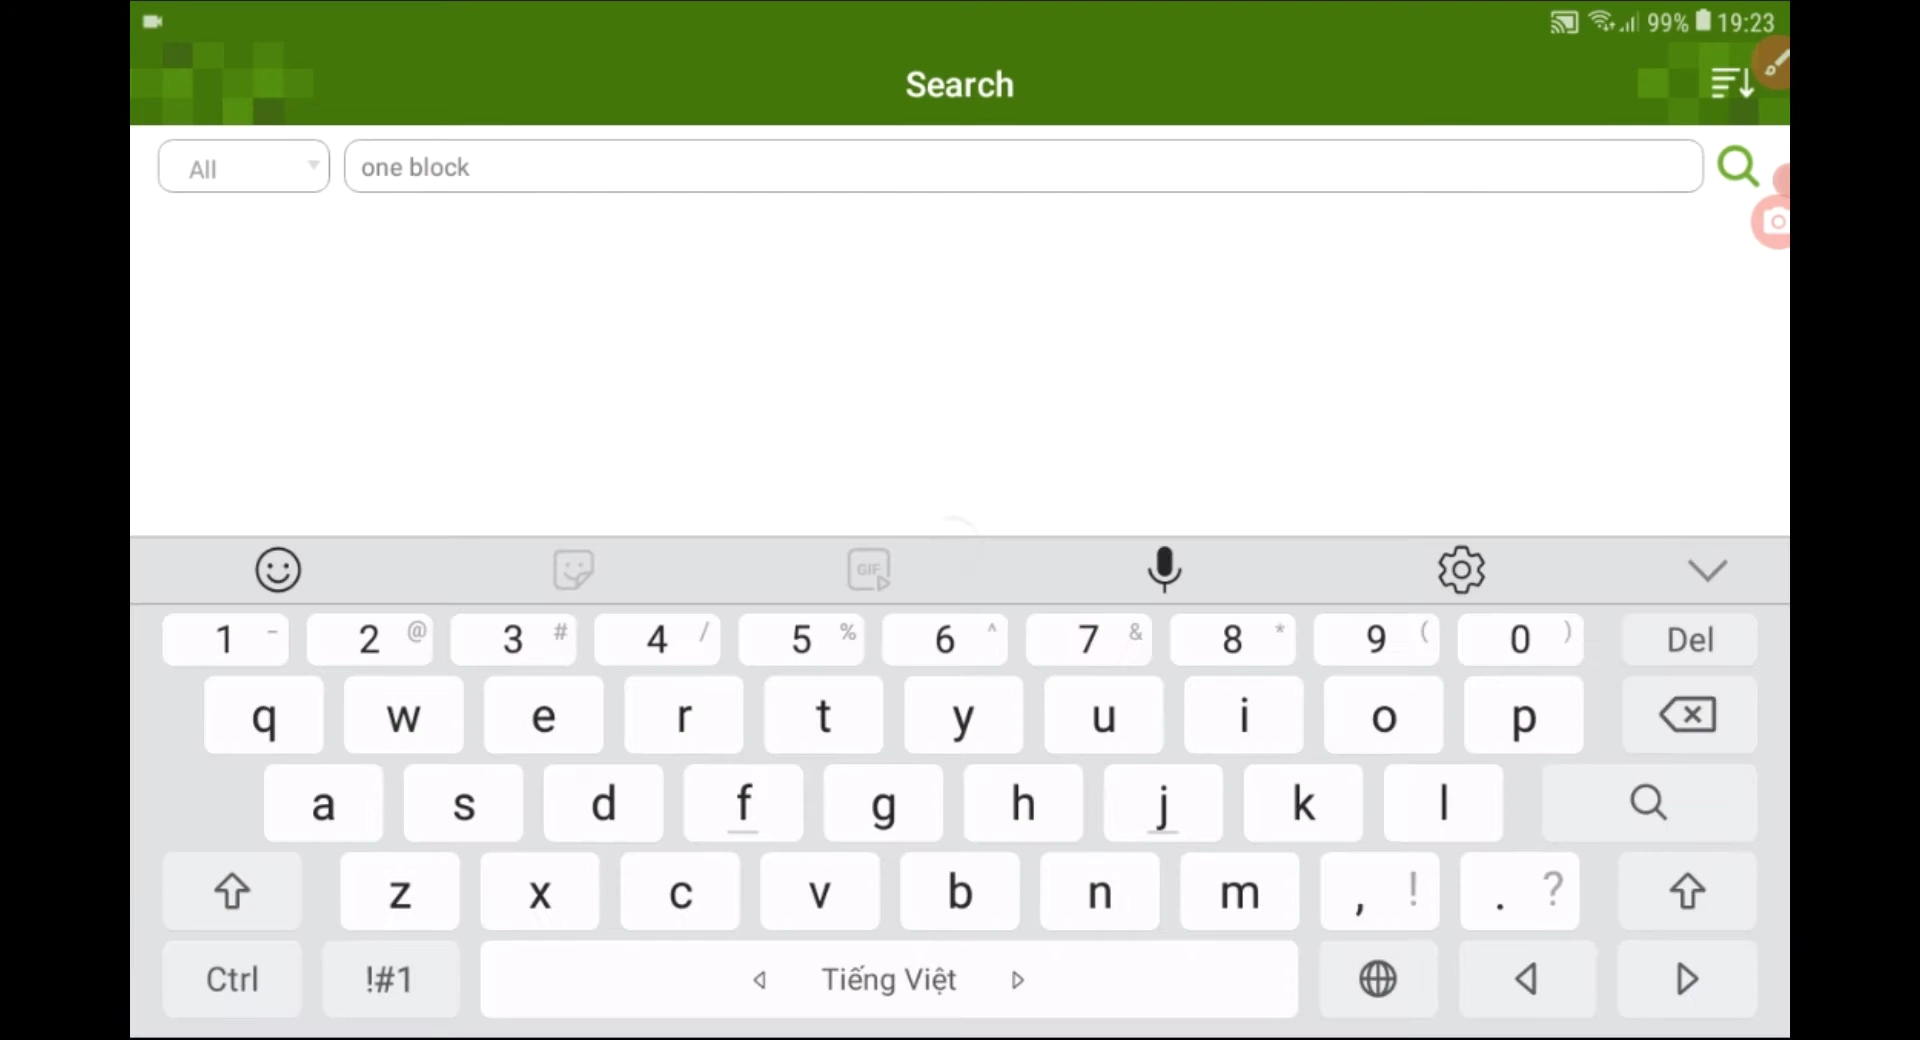 99% 19:23
Search
All one block
GIF
1 - 2 @ 3 # 4 / 5 % 6 ^ 7 & 8 * 9 ( 0 ) Del
q w e r t y u i o p
a s d f g h j k l
z x c v b n m , ! . ?
Ctrl !#1 Tiếng Việt